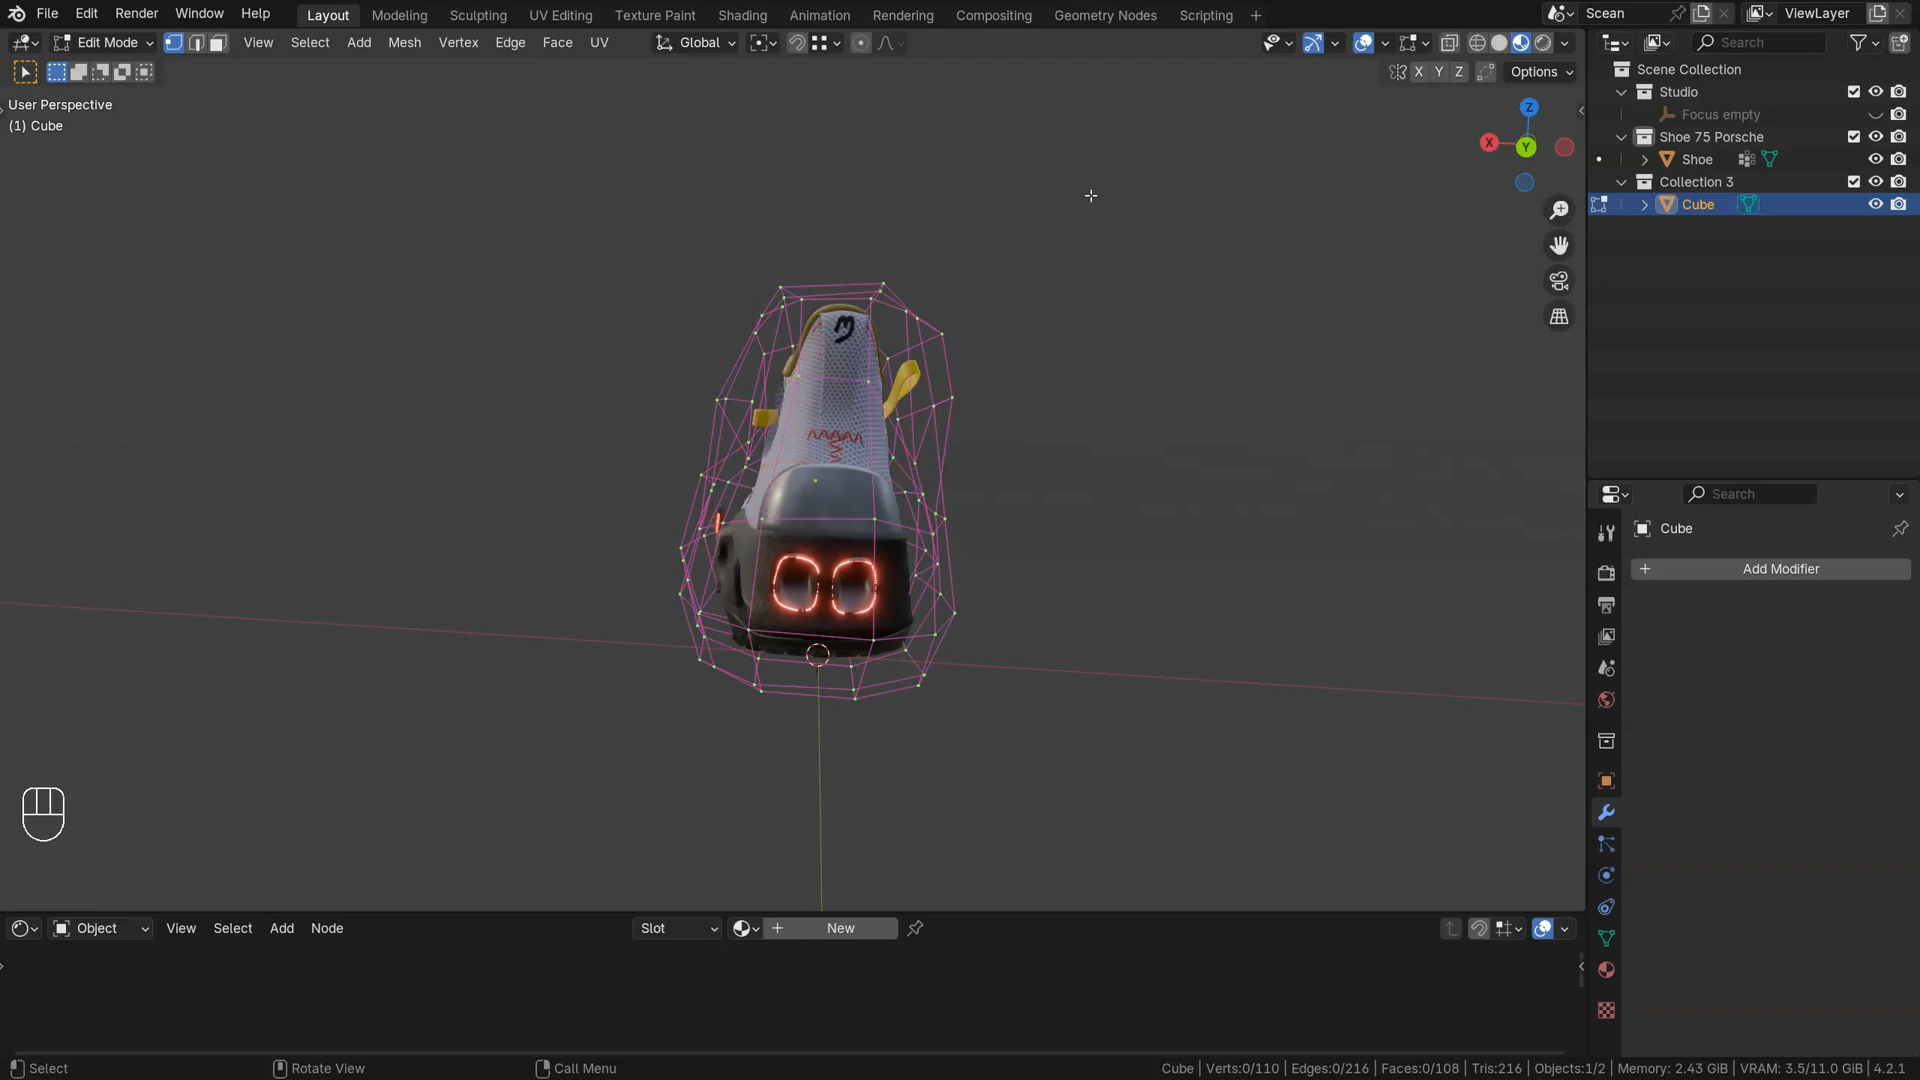 File Edit Render Window Help Layout Modeling Sculpting UV Editing Texture Paint Shading Animation Rendering Compositing Geometry Nodes Scripting + Scean ViewLayer
Edit Mode View Select Add Mesh Vertex Edge Face UV Global Search
X Y Z Options
User Perspective
(1) Cube
Z
X
Y
Scene Collection
Studio
Focus empty
Shoe 75 Porsche
Shoe
Collection 3
Cube
Search
Cube
+ Add Modifier
Object View Select Add Node Slot + New
Select Rotate View Call Menu Cube | Verts:0/110 | Edges:0/216 | Faces:0/108 | Tris:216 | Objects:1/2 | Memory: 2.43 GiB | VRAM: 3.5/11.0 GiB | 4.2.1